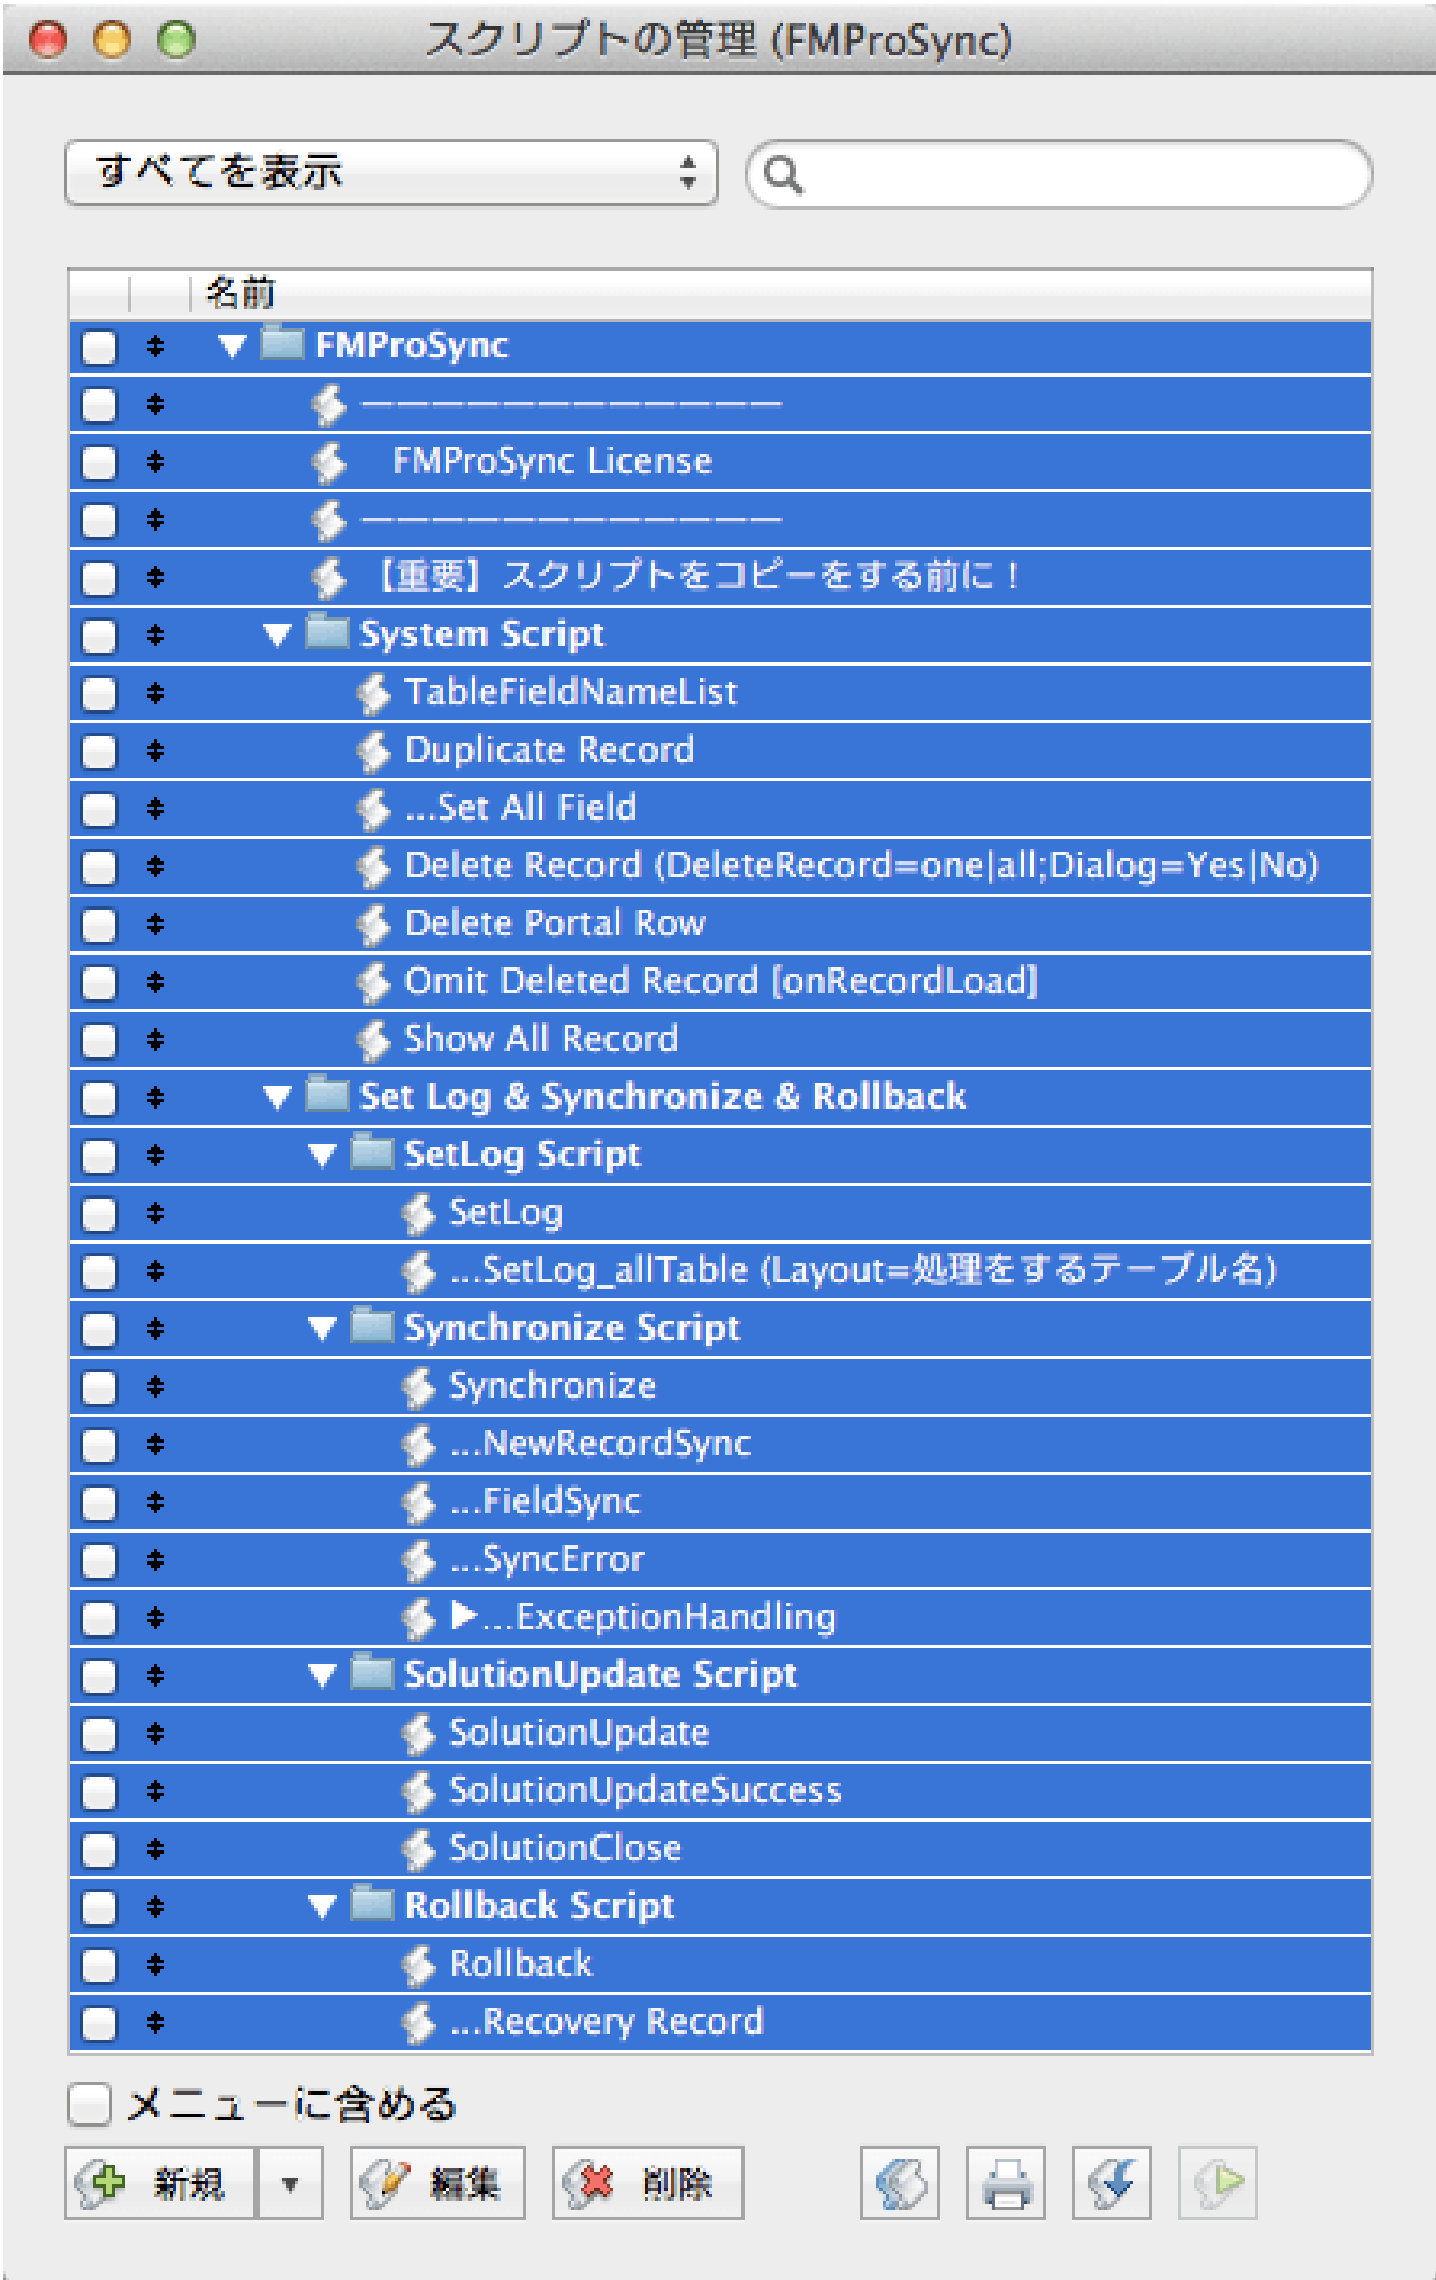 スクリプトの管理 (FMProSync)
すべてを表示
名前
FMProSync
————————————
FMProSync License
————————————
【重要】スクリプトをコピーをする前に！
System Script
TableFieldNameList
Duplicate Record
...Set All Field
Delete Record (DeleteRecord=one|all;Dialog=Yes|No)
Delete Portal Row
Omit Deleted Record [onRecordLoad]
Show All Record
Set Log & Synchronize & Rollback
SetLog Script
SetLog
...SetLog_allTable (Layout=処理をするテーブル名)
Synchronize Script
Synchronize
...NewRecordSync
...FieldSync
...SyncError
▶...ExceptionHandling
SolutionUpdate Script
SolutionUpdate
SolutionUpdateSuccess
SolutionClose
Rollback Script
Rollback
...Recovery Record
メニューに含める
新規 編集 削除